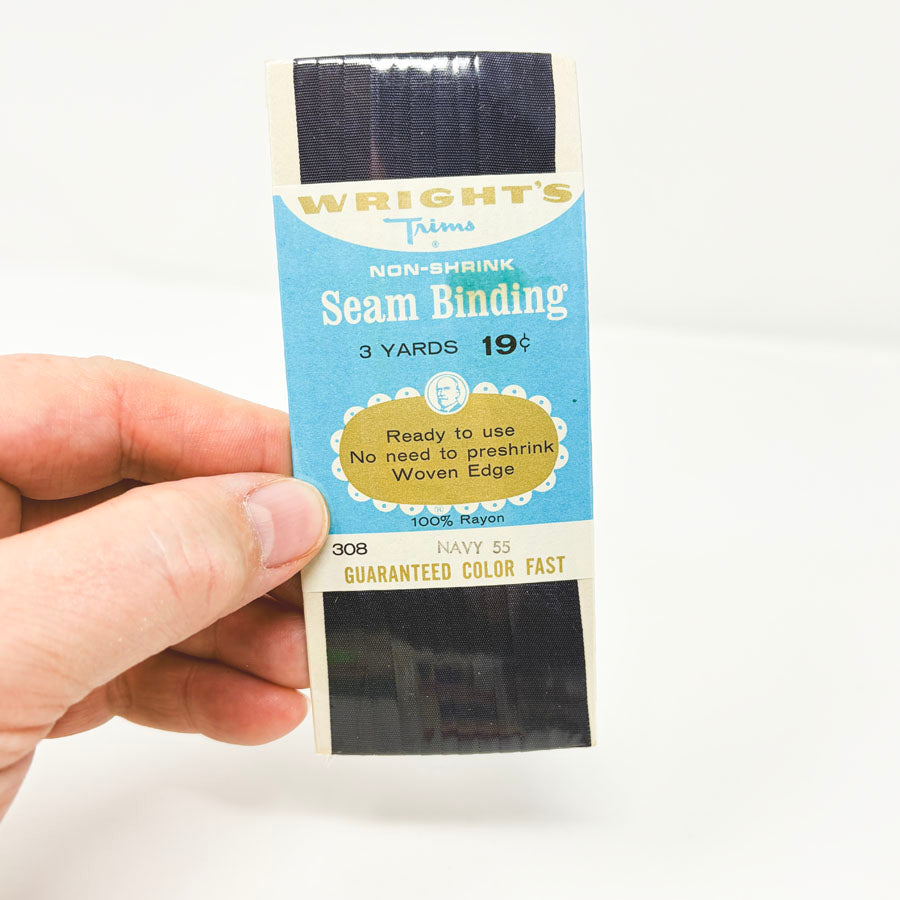 WRIGHT'S
Trims
®
NON-SHRINK
Seam Binding
3 YARDS 19¢
Ready to use
No need to preshrink
Woven Edge
100% Rayon
308 NAVY 55
GUARANTEED COLOR FAST